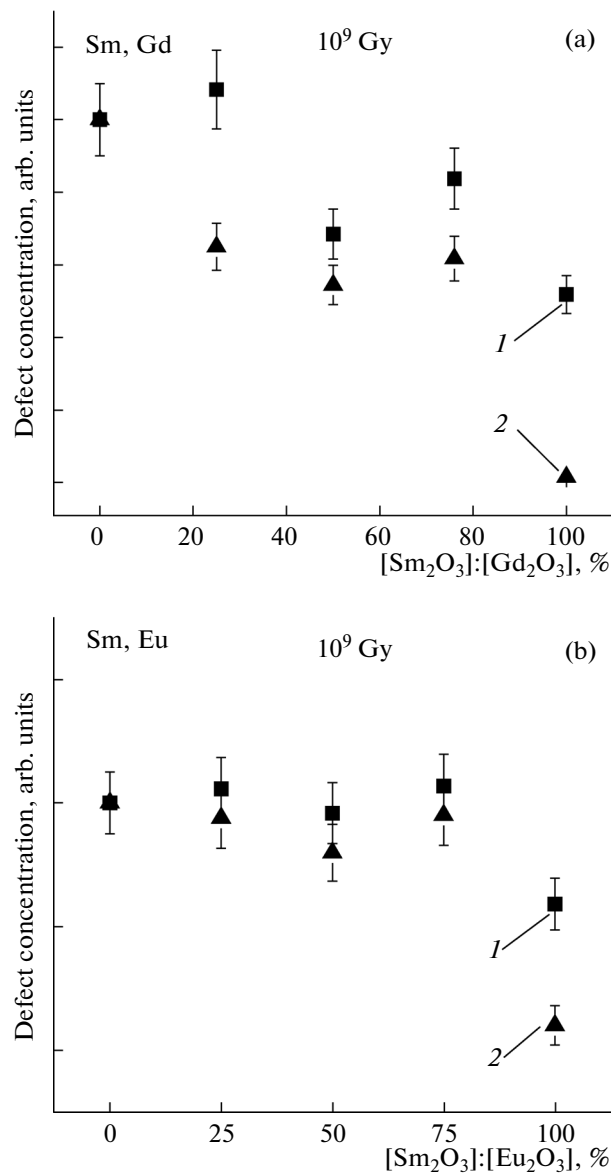 Sm, Gd 10⁹ Gy (a)
Defect concentration, arb. units
1
2
0 20 40 60 80 100
[Sm₂O₃]:[Gd₂O₃], %
Sm, Eu 10⁹ Gy (b)
Defect concentration, arb. units
1
2
0 25 50 75 100
[Sm₂O₃]:[Eu₂O₃], %